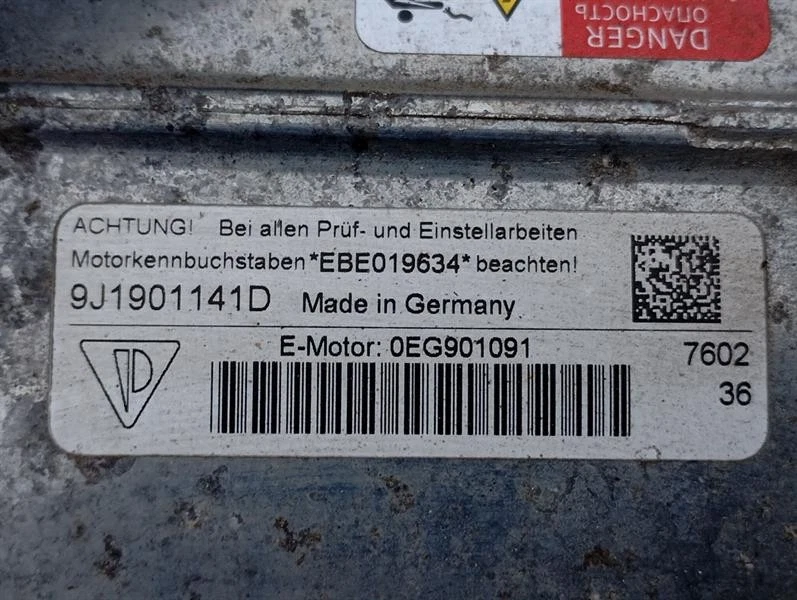 DANGER
ОПАСНОСТЬ
ACHTUNG! Bei allen Prüf- und Einstellarbeiten
Motorkennbuchstaben *EBE019634* beachten!
9J1901141D Made in Germany
E-Motor: 0EG901091
7602
36